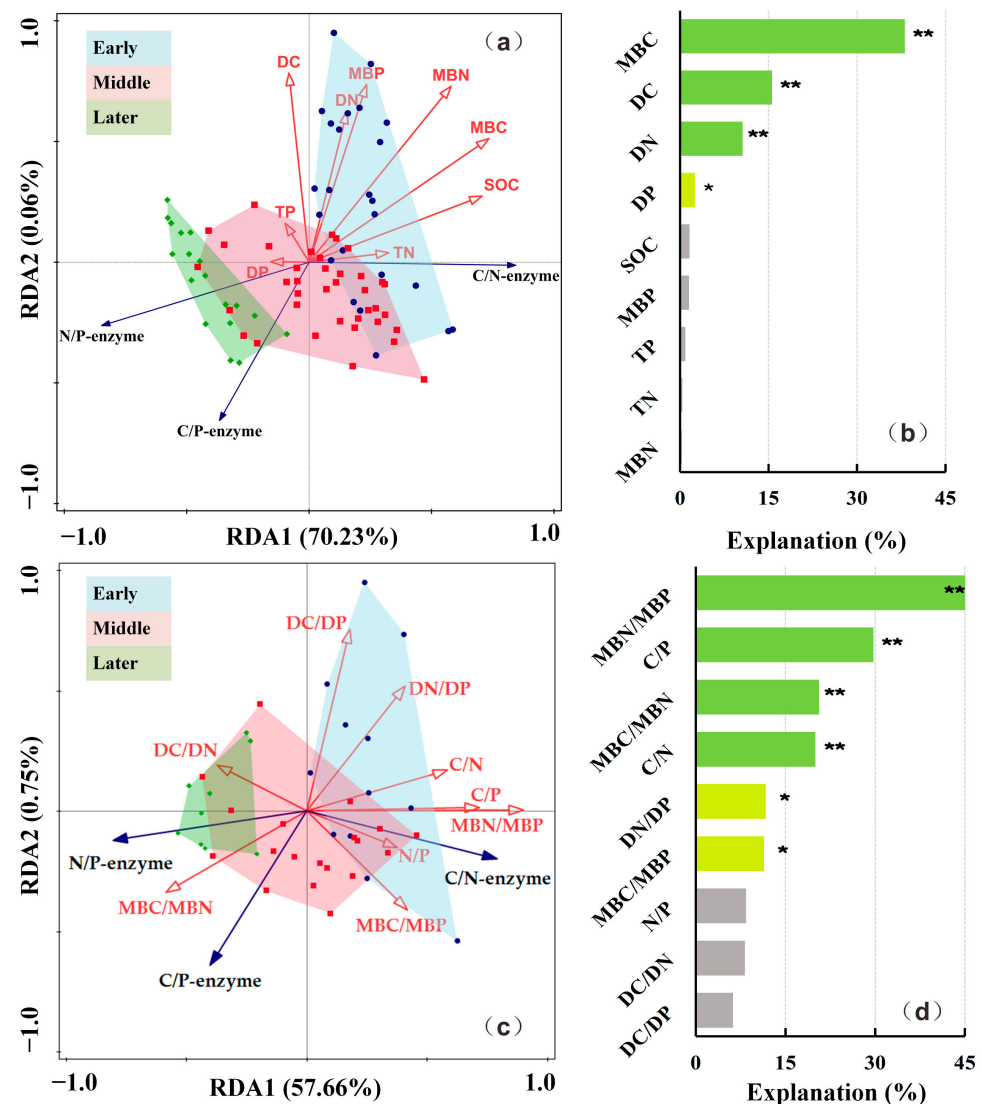 (a)
1.0
RDA2 (0.06%)
−1.0
Early
Middle
Later
DC
MBP
DN
MBN
MBC
SOC
TP
TN
DP
C/N-enzyme
N/P-enzyme
C/P-enzyme
−1.0
RDA1 (70.23%)
1.0
(b)
MBC
**
DC
**
DN
**
DP
*
SOC
MBP
TP
TN
MBN
0
15
30
45
Explanation (%)
(c)
1.0
RDA2 (0.75%)
−1.0
Early
Middle
Later
DC/DP
DN/DP
DC/DN
C/N
C/P
MBN/MBP
N/P
N/P-enzyme
C/N-enzyme
MBC/MBN
MBC/MBP
C/P-enzyme
−1.0
RDA1 (57.66%)
1.0
(d)
MBN/MBP
**
C/P
**
MBC/MBN
**
C/N
**
DN/DP
*
MBC/MBP
*
N/P
DC/DN
DC/DP
0
15
30
45
Explanation (%)